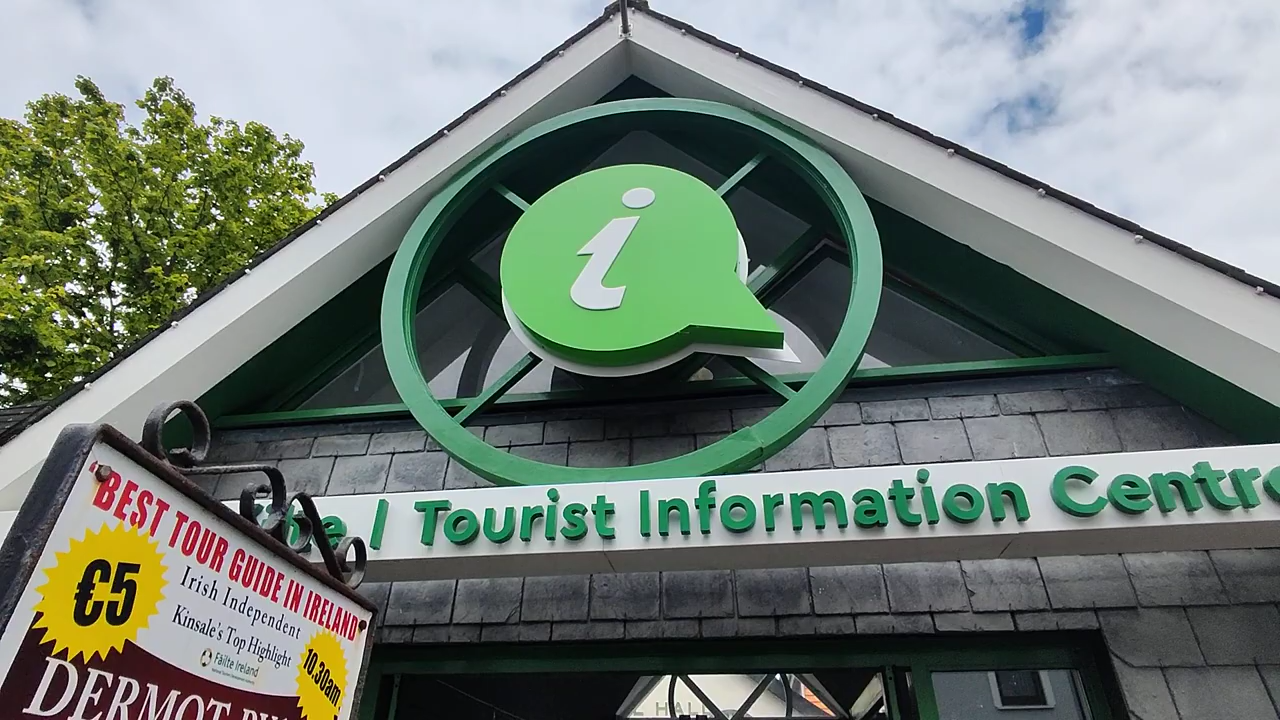 i
| Tourist Information Centre
"BEST TOUR GUIDE IN IRELAND
€5
Irish Independent
Kinsale's Top Highlight
Fáilte Ireland
10.30am
DERMOT
HALL